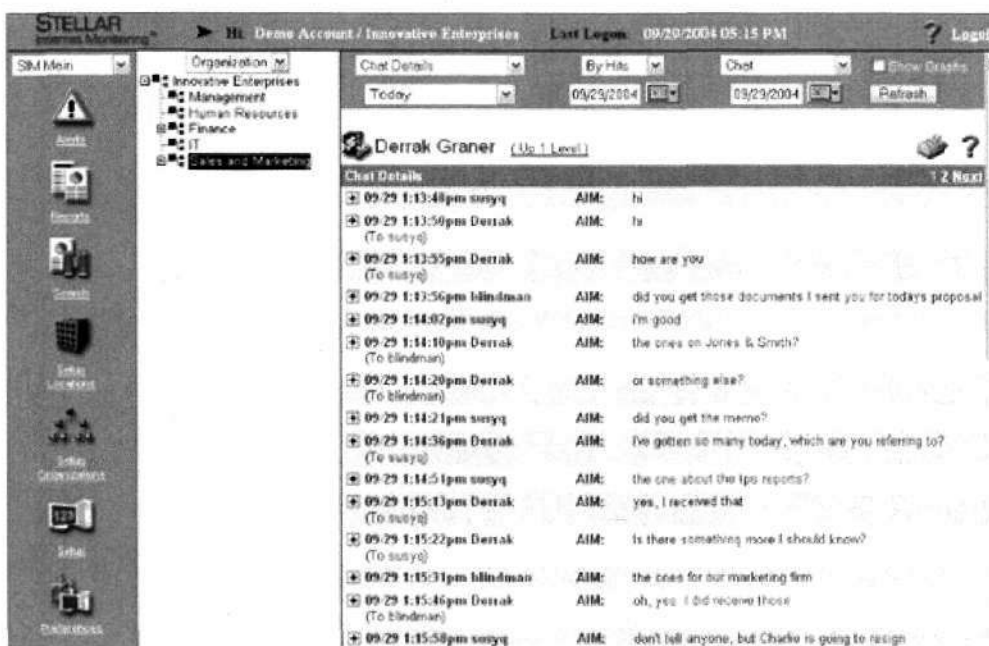 STELLAR
Internet Monitoring
Hi Demo Account / Innovative Enterprises
Last Logon 09/29/2004 05:15 PM
? Logout
SIM Main
Alerts
Reports
Search
Setup
Locations
Setup
Organizations
123
Setup
Preferences
Organization
Innovative Enterprises
Management
Human Resources
Finance
IT
Sales and Marketing
Chat Details
By Hits
Chat
Show Graphs
Today
09/29/2004
09/29/2004
Refresh
Derrak Graner (Up 1 Level)
?
Chat Details
1 2 Next
09/29 1:13:48pm susyq AIM: hi
09/29 1:13:50pm Derrak AIM: hi
(To susyq)
09/29 1:13:55pm Derrak AIM: how are you
(To susyq)
09/29 1:13:56pm blindman AIM: did you get those documents I sent you for todays proposal
09/29 1:14:02pm susyq AIM: i'm good
09/29 1:14:10pm Derrak AIM: the ones on Jones & Smith?
(To blindman)
09/29 1:14:20pm Derrak AIM: or something else?
(To blindman)
09/29 1:14:21pm susyq AIM: did you get the memo?
09/29 1:14:36pm Derrak AIM: I've gotten so many today, which are you referring to?
(To susyq)
09/29 1:14:51pm susyq AIM: the one about the tps reports?
09/29 1:15:13pm Derrak AIM: yes, I received that
(To susyq)
09/29 1:15:22pm Derrak AIM: Is there something more I should know?
(To susyq)
09/29 1:15:31pm blindman AIM: the ones for our marketing firm
09/29 1:15:46pm Derrak AIM: oh, yes I did receive those
(To blindman)
09/29 1:15:58pm susyq AIM: don't tell anyone, but Charlie is going to resign